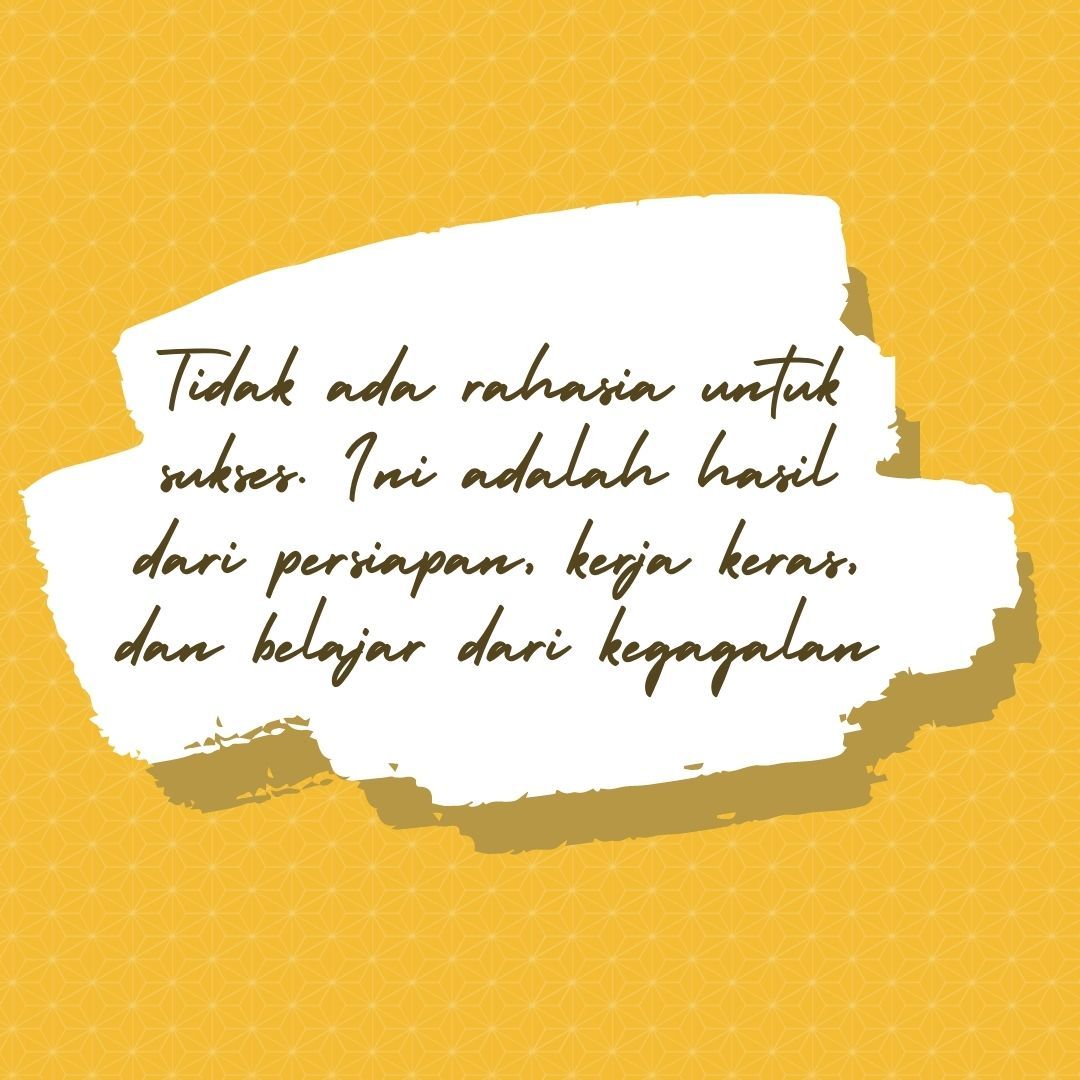 Tidak ada rahasia untuk
sukses. Ini adalah hasil
dari persiapan, kerja keras,
dan belajar dari kegagalan